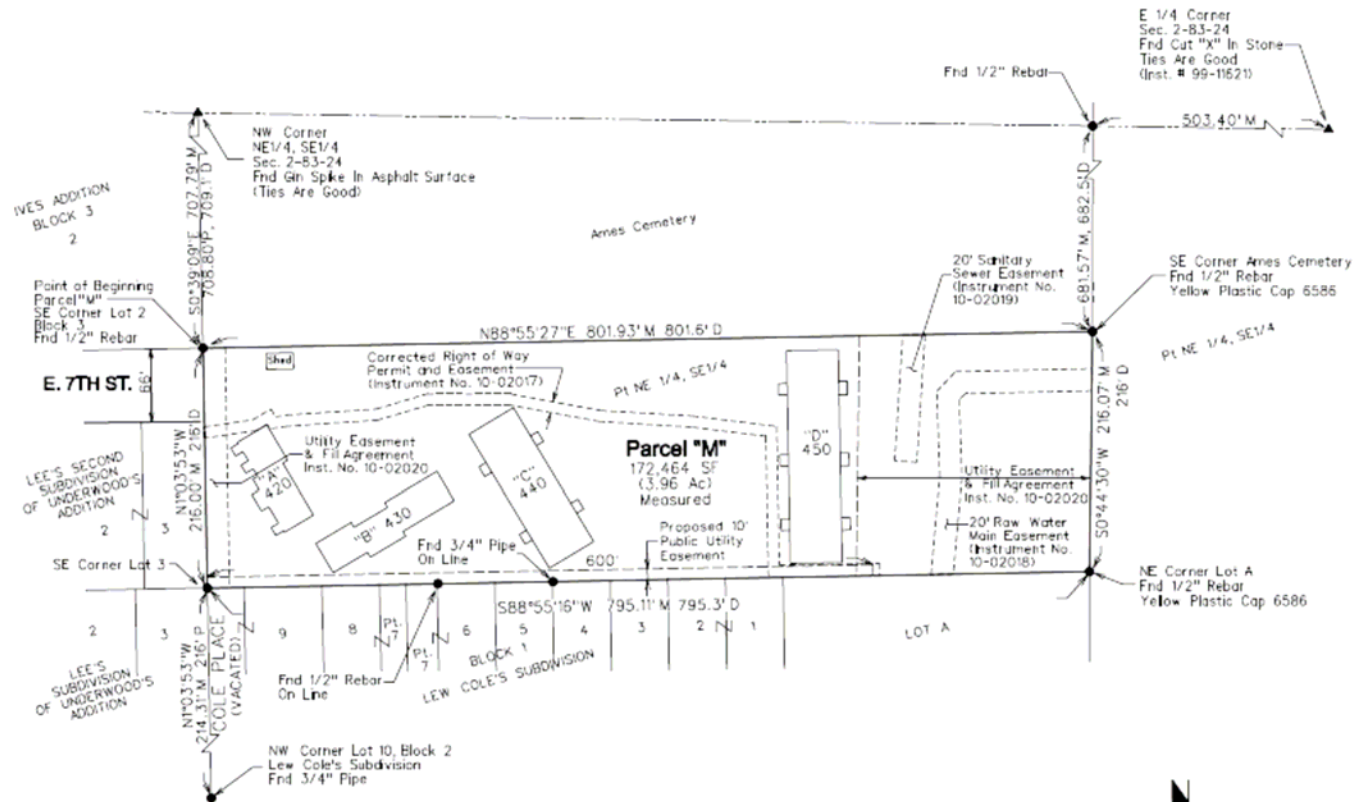 E 1/4 Corner
Sec. 2-83-24
Fnd Cut "X" In Stone
Ties Are Good
(Inst. # 99-11621)
Fnd 1/2" Rebar
503.40' M
NW Corner
NE1/4, SE1/4
Sec. 2-83-24
Fnd Gin Spike In Asphalt Surface
(Ties Are Good)
IVES ADDITION
BLOCK 3
2
S0°39'09"E 707.79' M
708.80' P, 709.1' D
Ames Cemetery
681.57' M, 682.5' D
20' Sanitary
Sewer Easement
(Instrument No.
10-02019)
SE Corner Ames Cemetery
Fnd 1/2" Rebar
Yellow Plastic Cap 6586
Point of Beginning
Parcel "M"
SE Corner Lot 2
Block 3
Fnd 1/2" Rebar
N88°55'27"E 801.93' M 801.6' D
Pt NE 1/4, SE1/4
Shed
Corrected Right of Way
Permit and Easement
(Instrument No. 10-02017)
Pt NE 1/4, SE1/4
E. 7TH ST.
66'
N1°03'53"W
216.00' M 216' D
Utility Easement
& Fill Agreement
Inst. No. 10-02020
"A"
420
"B" 430
"C"
440
"D"
450
Parcel "M"
172,464 SF
(3.96 Ac)
Measured
Utility Easement
& Fill Agreement
Inst. No. 10-02020
S0°44'30"W 216.07' M
216' D
20' Raw Water
Main Easement
(Instrument No.
10-02018)
Proposed 10'
Public Utility
Easement
LEE'S SECOND
SUBDIVISION
OF UNDERWOOD'S
ADDITION
2
3
Fnd 3/4" Pipe
On Line
600'
SE Corner Lot 3
NE Corner Lot A
Fnd 1/2" Rebar
Yellow Plastic Cap 6586
S88°55'16"W 795.11' M 795.3' D
2
3
9
8
Pt.
7
Pt.
7
6
5
4
3
2
1
LOT A
BLOCK 1
LEW COLE'S SUBDIVISION
LEE'S
SUBDIVISION
OF UNDERWOOD'S
ADDITION
N1°03'53"W
214.31' M 216' P
COLE PLACE
(VACATED)
Fnd 1/2" Rebar
On Line
NW Corner Lot 10, Block 2
Lew Cole's Subdivision
Fnd 3/4" Pipe
N